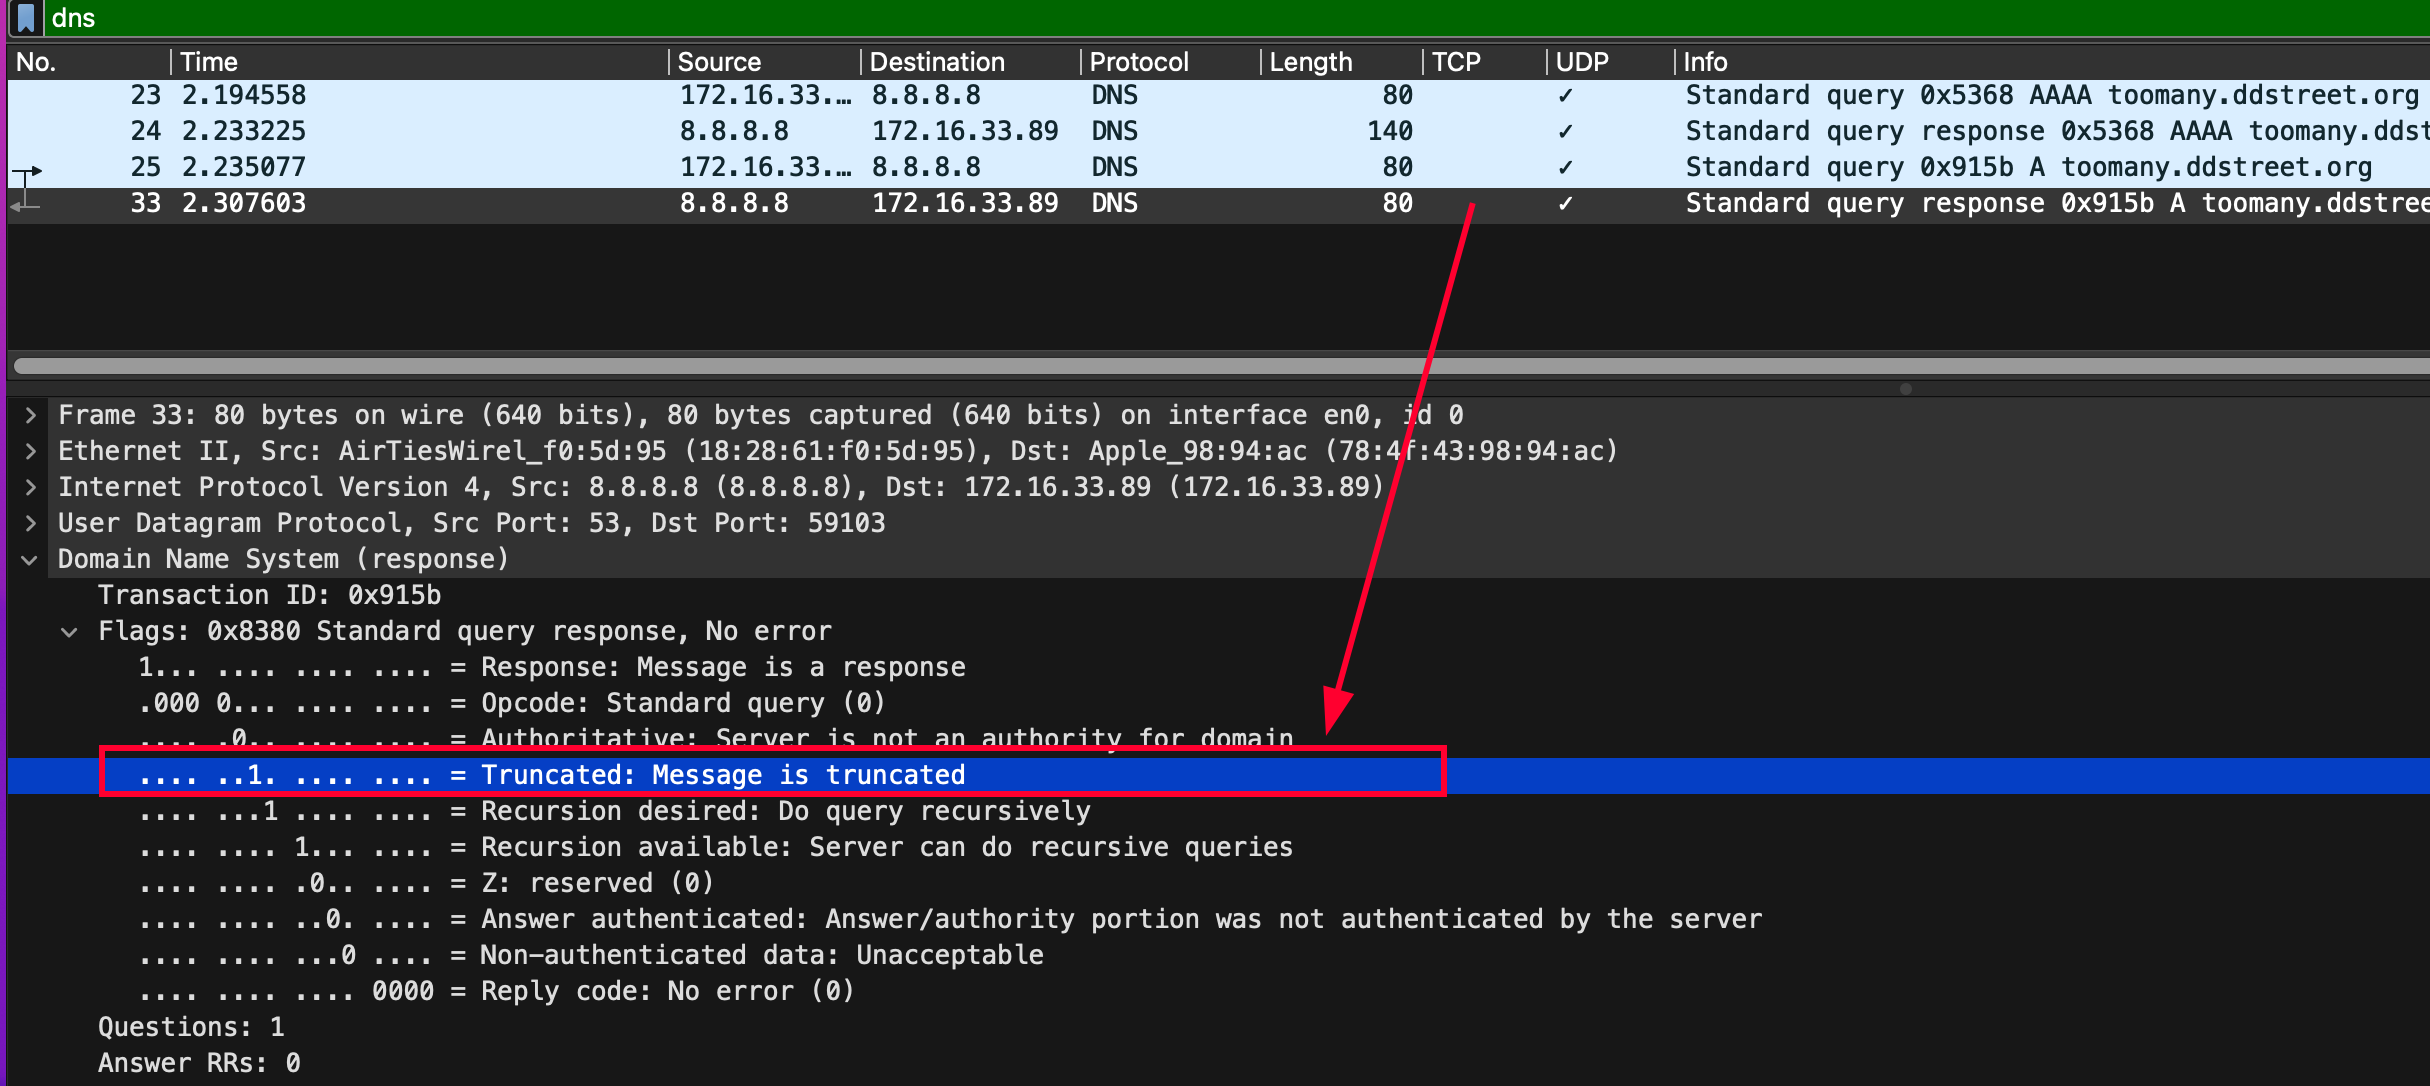 dns
No. Time Source Destination Protocol Length TCP UDP Info
23 2.194558 172.16.33.… 8.8.8.8 DNS 80 ✓ Standard query 0x5368 AAAA toomany.ddstreet.org
24 2.233225 8.8.8.8 172.16.33.89 DNS 140 ✓ Standard query response 0x5368 AAAA toomany.ddst
25 2.235077 172.16.33.… 8.8.8.8 DNS 80 ✓ Standard query 0x915b A toomany.ddstreet.org
33 2.307603 8.8.8.8 172.16.33.89 DNS 80 ✓ Standard query response 0x915b A toomany.ddstree
Frame 33: 80 bytes on wire (640 bits), 80 bytes captured (640 bits) on interface en0, id 0
Ethernet II, Src: AirTiesWirel_f0:5d:95 (18:28:61:f0:5d:95), Dst: Apple_98:94:ac (78:4f:43:98:94:ac)
Internet Protocol Version 4, Src: 8.8.8.8 (8.8.8.8), Dst: 172.16.33.89 (172.16.33.89)
User Datagram Protocol, Src Port: 53, Dst Port: 59103
Domain Name System (response)
Transaction ID: 0x915b
Flags: 0x8380 Standard query response, No error
1... .... .... .... = Response: Message is a response
.000 0... .... .... = Opcode: Standard query (0)
.... .0.. .... .... = Authoritative: Server is not an authority for domain
.... ..1. .... .... = Truncated: Message is truncated
.... ...1 .... .... = Recursion desired: Do query recursively
.... .... 1... .... = Recursion available: Server can do recursive queries
.... .... .0.. .... = Z: reserved (0)
.... .... ..0. .... = Answer authenticated: Answer/authority portion was not authenticated by the server
.... .... ...0 .... = Non-authenticated data: Unacceptable
.... .... .... 0000 = Reply code: No error (0)
Questions: 1
Answer RRs: 0